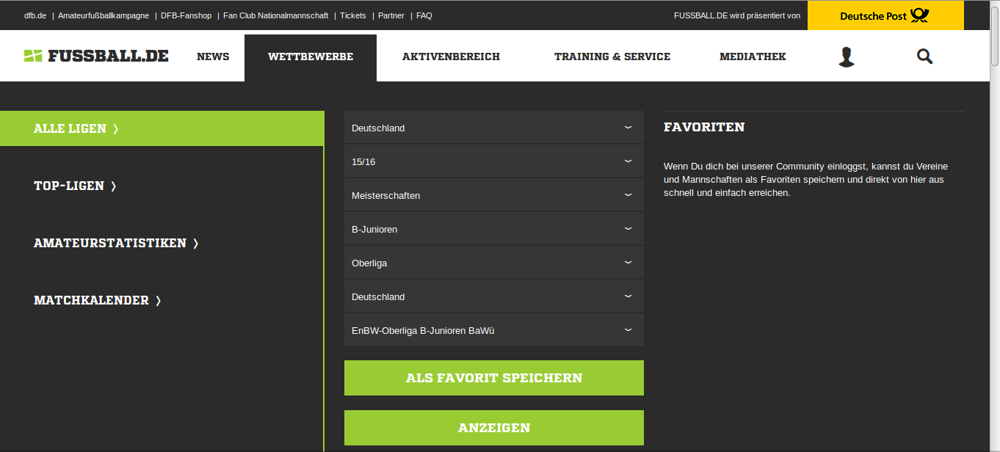 dfb.de | Amateurfußballkampagne | DFB-Fanshop | Fan Club Nationalmannschaft | Tickets | Partner | FAQ
FUSSBALL.DE wird präsentiert von
Deutsche Post
FUSSBALL.DE
NEWS
WETTBEWERBE
AKTIVENBEREICH
TRAINING & SERVICE
MEDIATHEK
ALLE LIGEN
TOP-LIGEN
AMATEURSTATISTIKEN
MATCHKALENDER
Deutschland
15/16
Meisterschaften
B-Junioren
Oberliga
Deutschland
EnBW-Oberliga B-Junioren BaWü
ALS FAVORIT SPEICHERN
ANZEIGEN
FAVORITEN
Wenn Du dich bei unserer Community einloggst, kannst du Vereine
und Mannschaften als Favoriten speichern und direkt von hier aus
schnell und einfach erreichen.